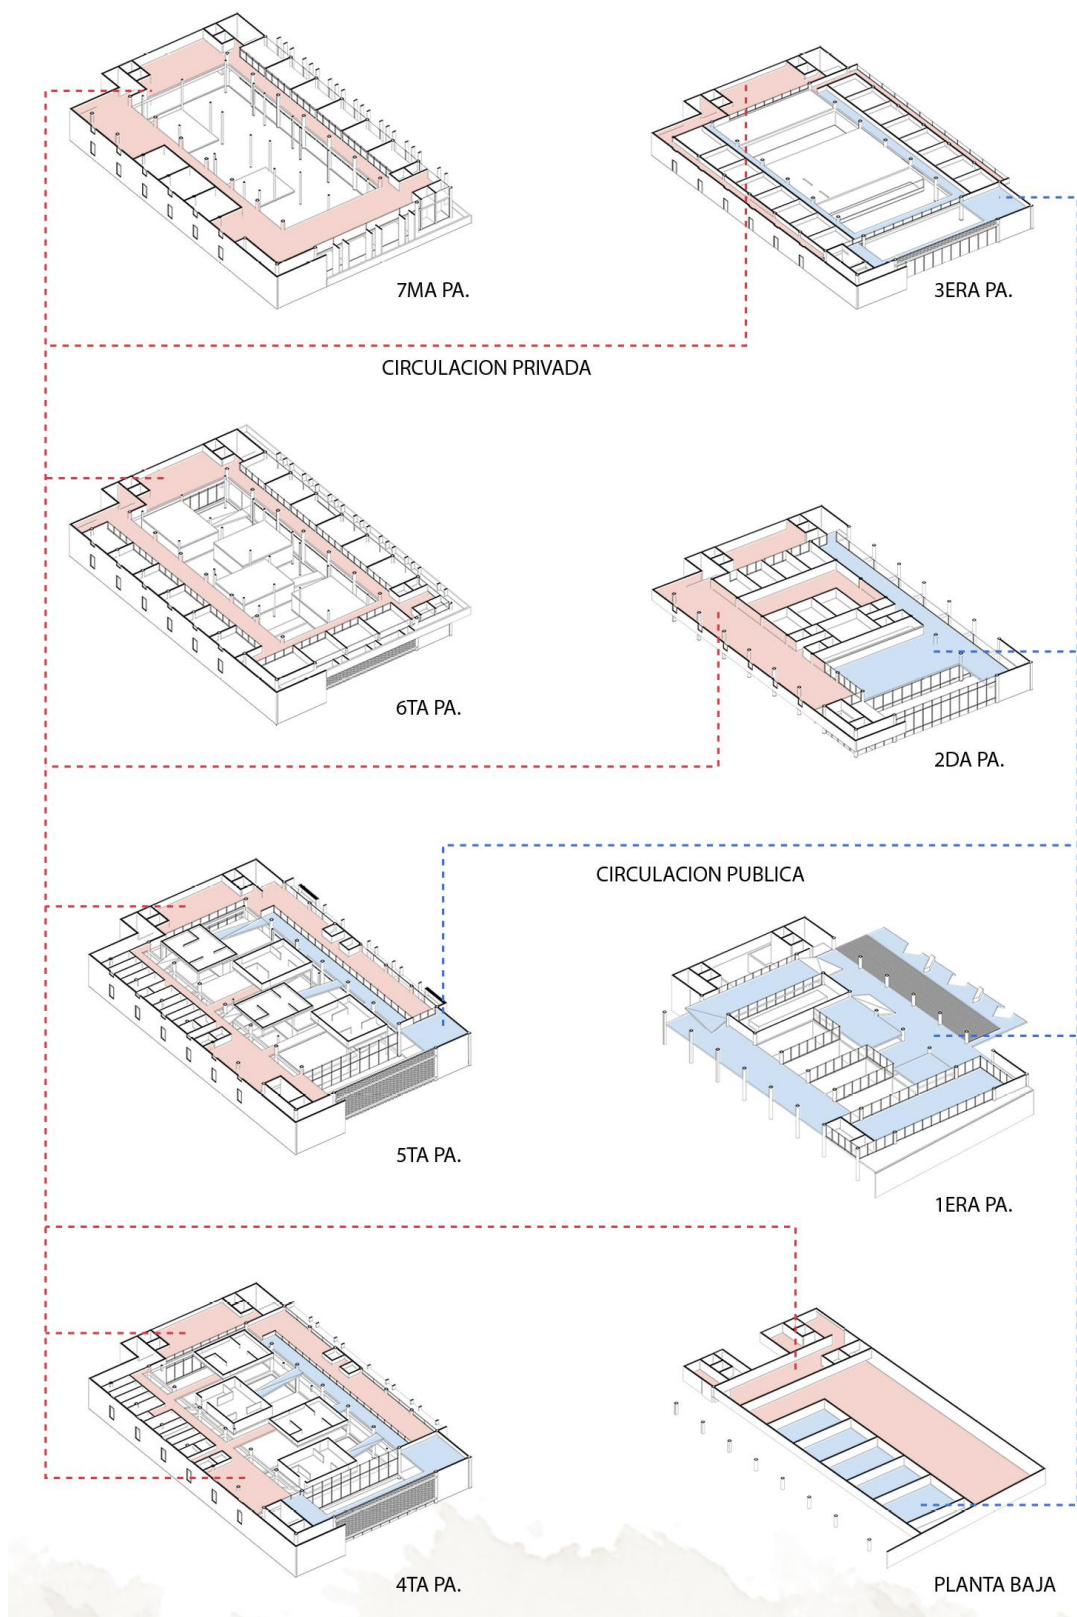 7MA PA.
3ERA PA.
CIRCULACION PRIVADA
6TA PA.
2DA PA.
CIRCULACION PUBLICA
5TA PA.
1ERA PA.
4TA PA.
PLANTA BAJA